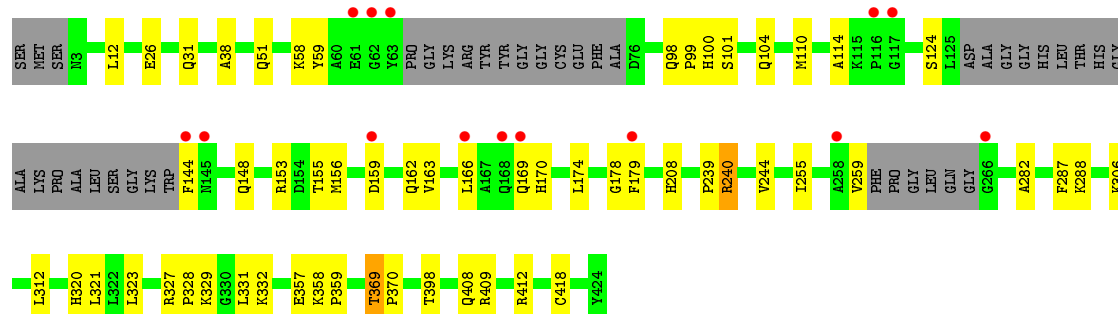 SER MET SER N3 L12 E26 Q31 A38 Q51 K58 Y59 A60 E61 G62 Y63 PRO GLY LYS ARG TYR TYR GLY GLY CYS GLU PHE ALA D76 Q98 P99 H100 S101 Q104 M110 A114 K115 P116 G117 S124 L125 ASP ALA GLY GLY HIS LEU THR HIS GLY
ALA LYS PRO ALA LEU SER GLY LYS TRP F144 N145 Q148 R153 D154 T155 M156 D159 Q162 V163 L166 A167 Q168 Q169 H170 L174 G178 F179 H208 P239 R240 V244 I255 A258 V259 PHE PRO GLY LEU GLN GLY G266 A282 F287 K288 K306
L312 H320 L321 L322 L323 R327 P328 K329 G330 L331 K332 E357 K358 P359 T369 P370 T398 Q408 R409 R412 C418 Y424